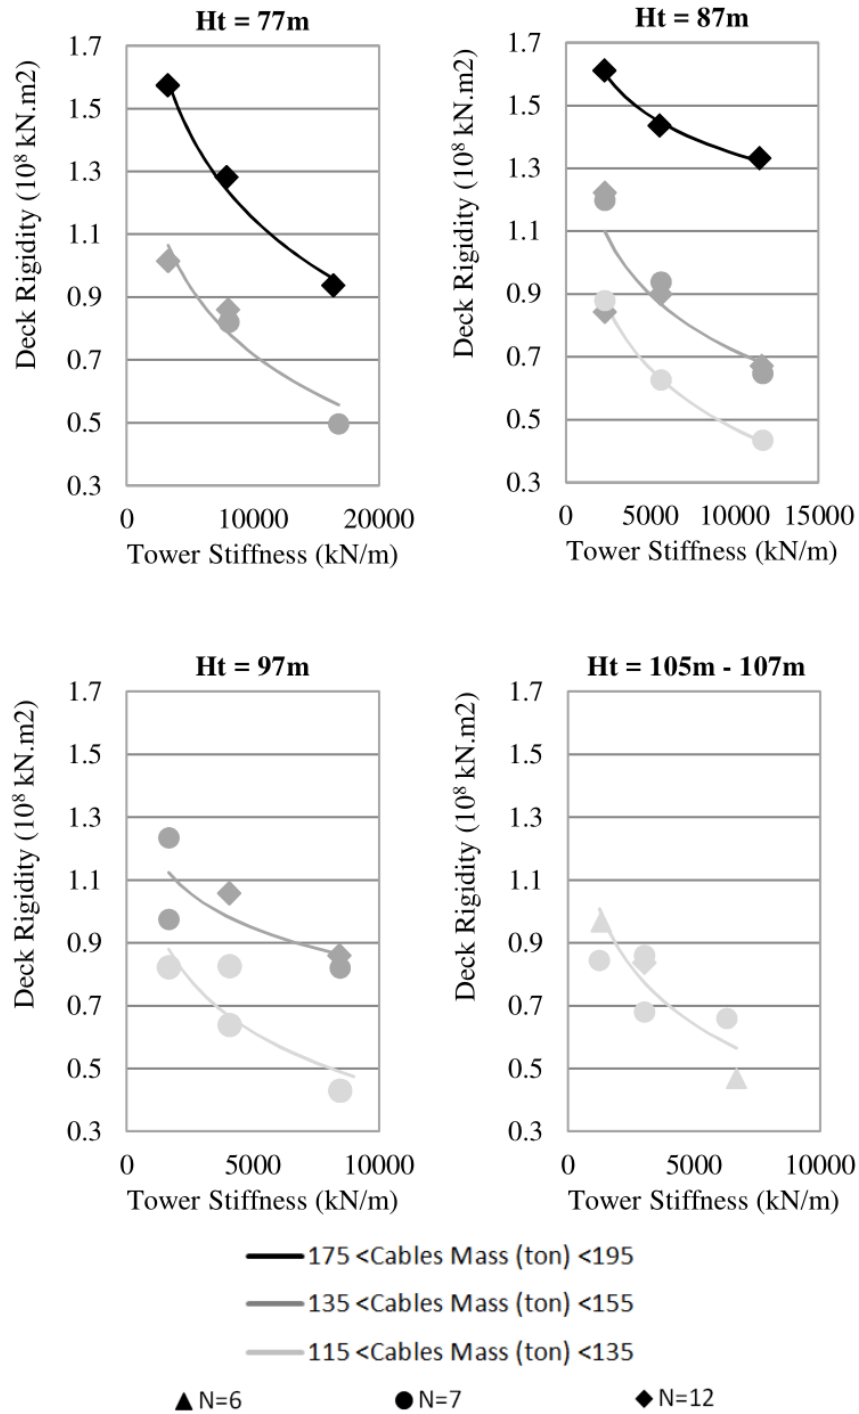 Ht = 77m
Deck Rigidity (10⁸ kN.m2)
1.7
1.5
1.3
1.1
0.9
0.7
0.5
0.3
0 10000 20000
Tower Stiffness (kN/m)
Ht = 87m
Deck Rigidity (10⁸ kN.m2)
1.7
1.5
1.3
1.1
0.9
0.7
0.5
0.3
0 5000 10000 15000
Tower Stiffness (kN/m)
Ht = 97m
Deck Rigidity (10⁸ kN.m2)
1.7
1.5
1.3
1.1
0.9
0.7
0.5
0.3
0 5000 10000
Tower Stiffness (kN/m)
Ht = 105m - 107m
Deck Rigidity (10⁸ kN.m2)
1.7
1.5
1.3
1.1
0.9
0.7
0.5
0.3
0 5000 10000
Tower Stiffness (kN/m)
175 <Cables Mass (ton) <195
135 <Cables Mass (ton) <155
115 <Cables Mass (ton) <135
N=6 N=7 N=12